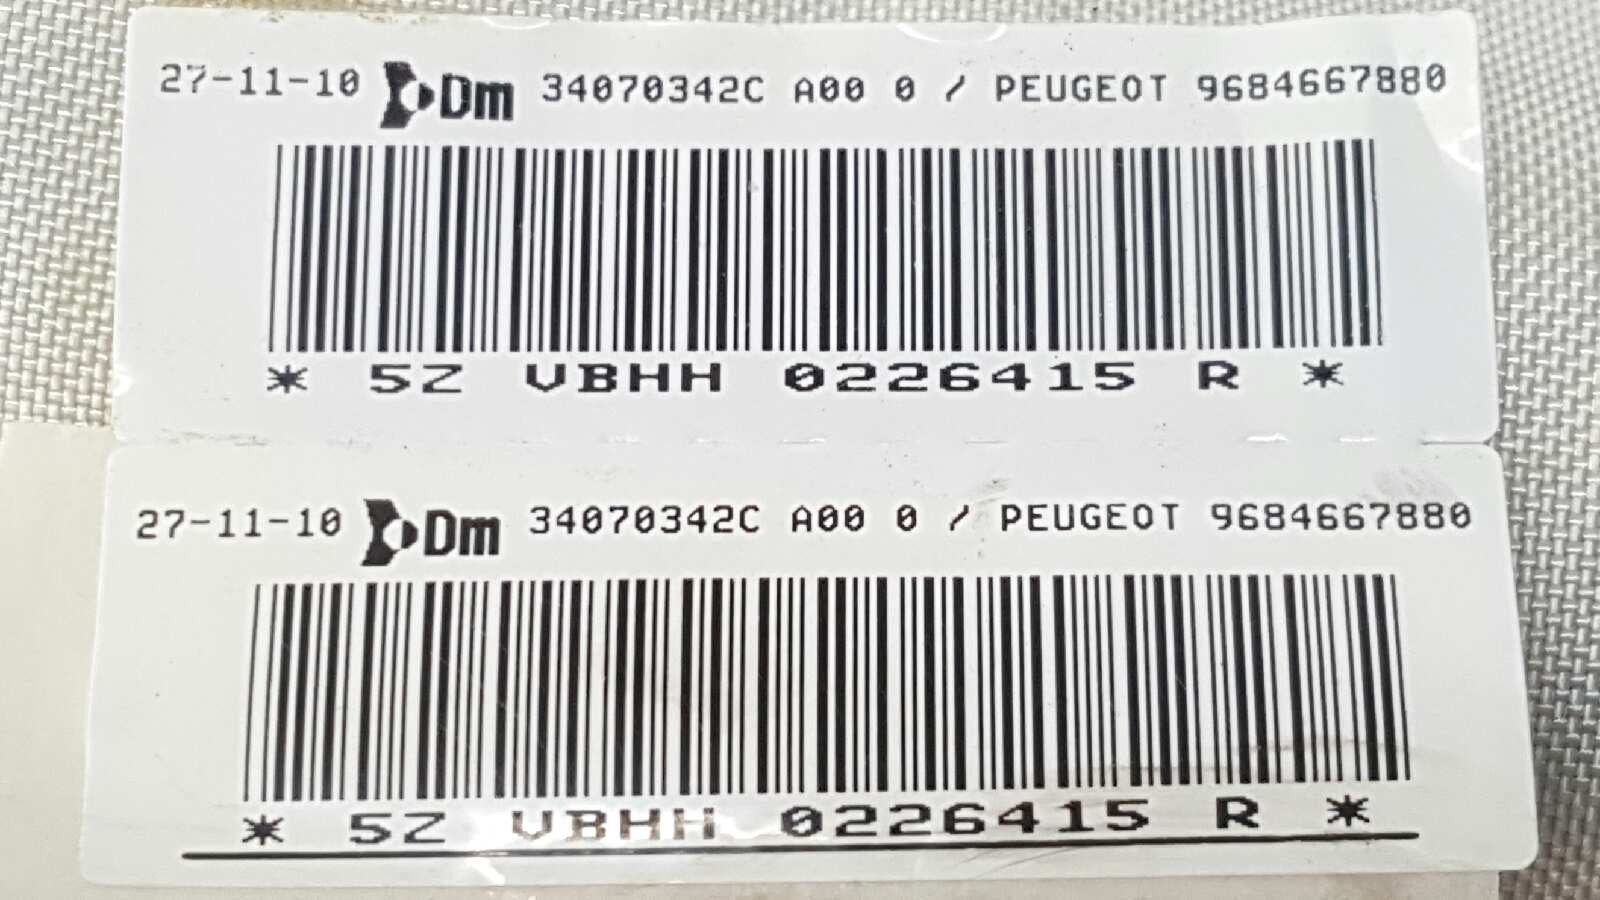 27-11-10 Dm 34070342C A00 0 / PEUGEOT 9684667880
* 5Z VBHH 0226415 R *
27-11-10 Dm 34070342C A00 0 / PEUGEOT 9684667880
* 5Z VBHH 0226415 R *